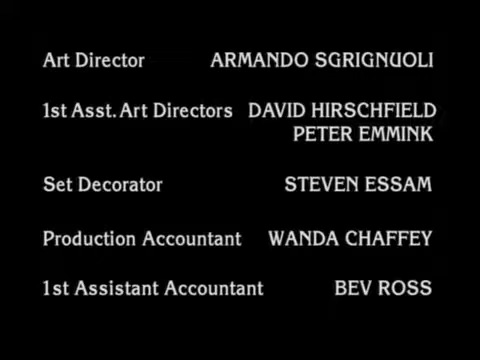 Art Director ARMANDO SGRIGNUOLI
1st Asst. Art Directors DAVID HIRSCHFIELD
PETER EMMINK
Set Decorator STEVEN ESSAM
Production Accountant WANDA CHAFFEY
1st Assistant Accountant BEV ROSS